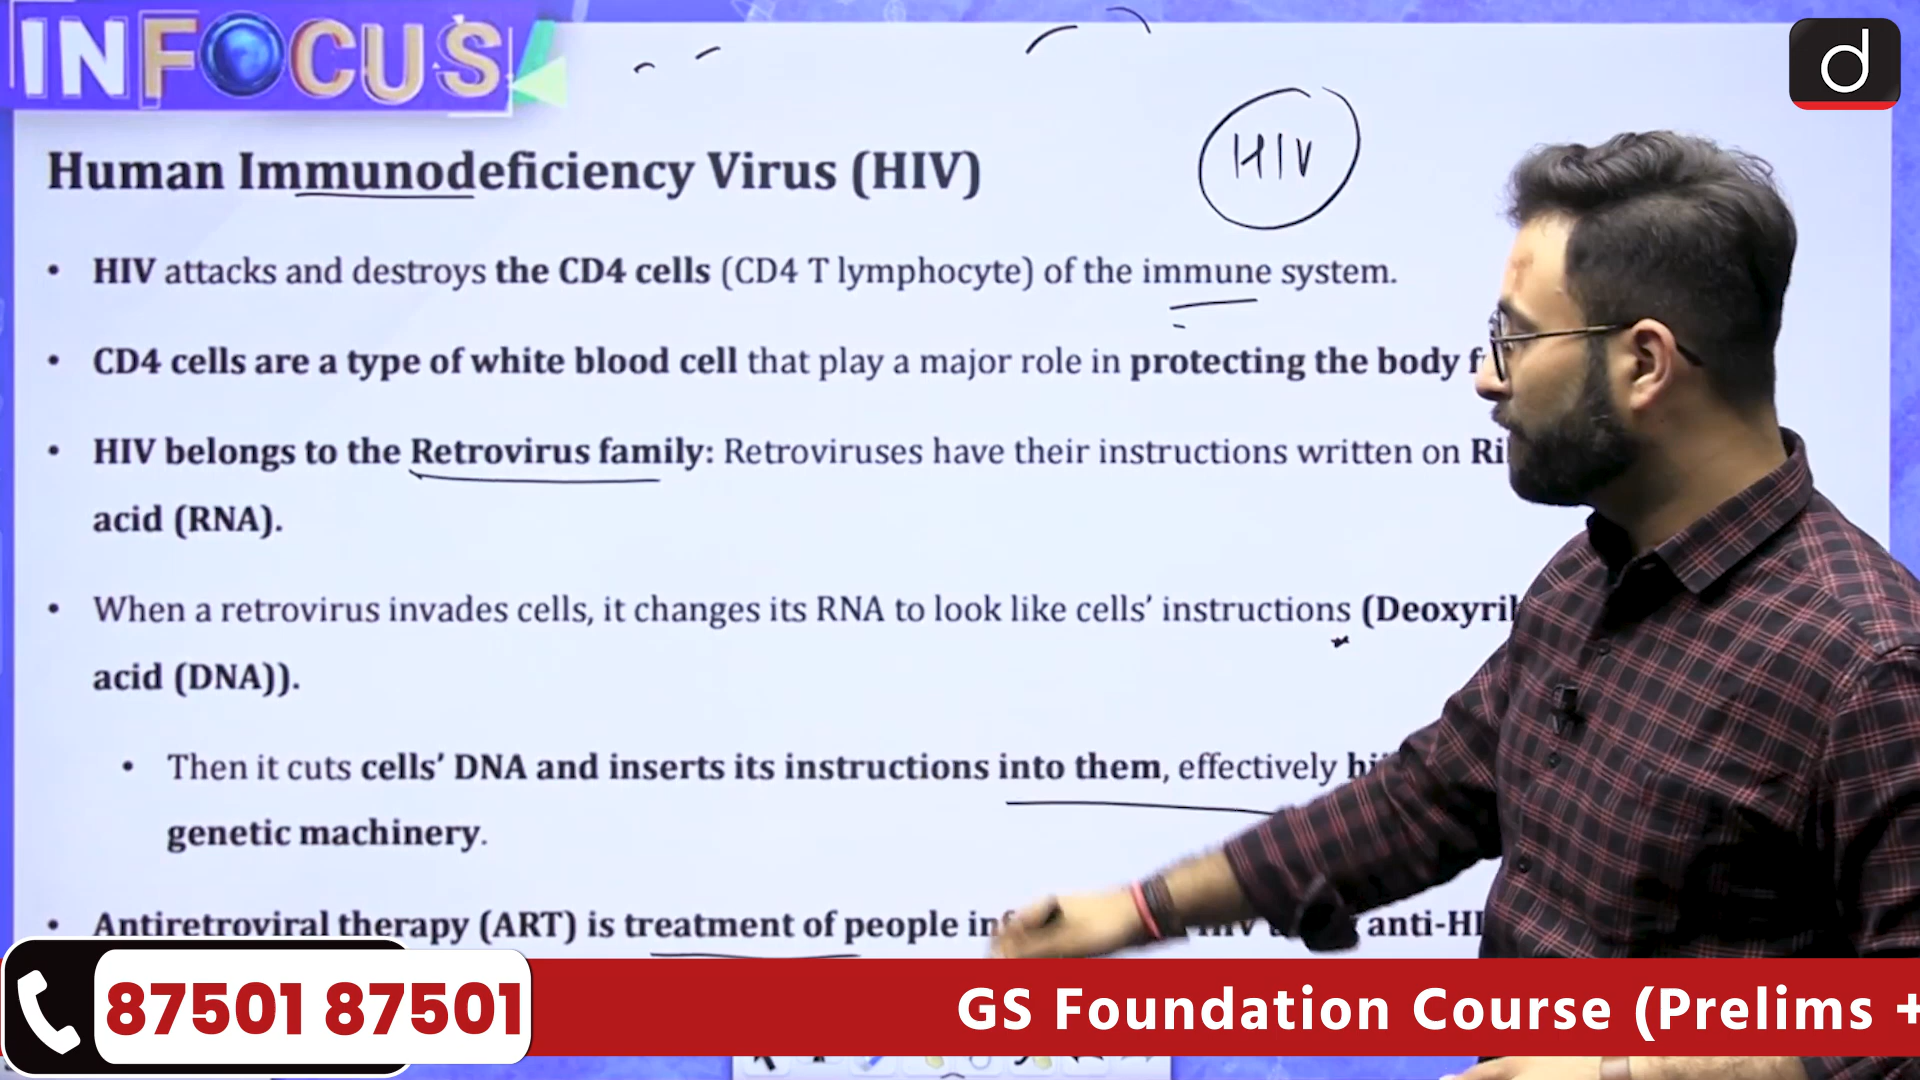 INFOCUS
d
Human Immunodeficiency Virus (HIV)
HIV
• HIV attacks and destroys the CD4 cells (CD4 T lymphocyte) of the immune system.
• CD4 cells are a type of white blood cell that play a major role in protecting the body
• HIV belongs to the Retrovirus family: Retroviruses have their instructions written on
acid (RNA).
• When a retrovirus invades cells, it changes its RNA to look like cells’ instructions
acid (DNA)).
• Then it cuts cells’ DNA and inserts its instructions into them, effectively
genetic machinery.
• Antiretroviral therapy (ART) is treatment of people HIV anti-
87501 87501
GS Foundation Course (Prelims +